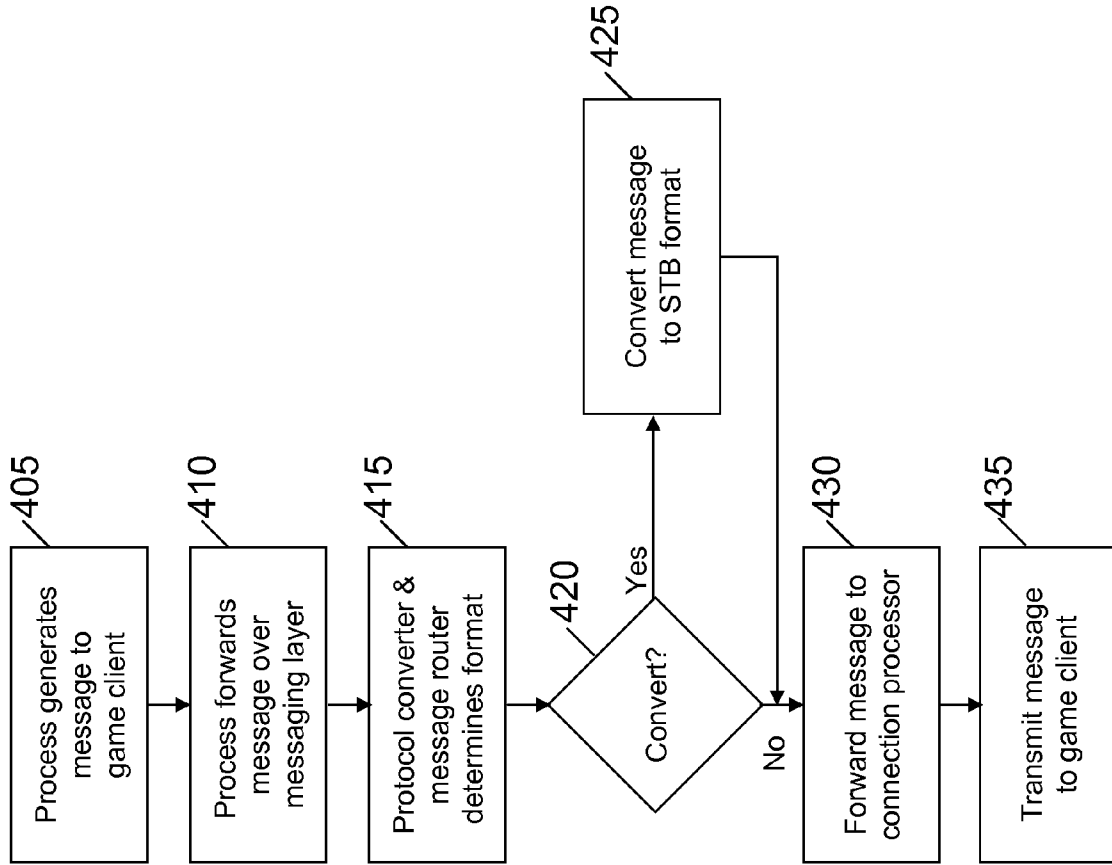 405
Process generates
message to
game client
410
Process forwards
message over
messaging layer
415
Protocol converter &
message router
determines format
420
Convert?
Yes
425
Convert message
to STB format
No
430
Forward message to
connection processor
435
Transmit message
to game client